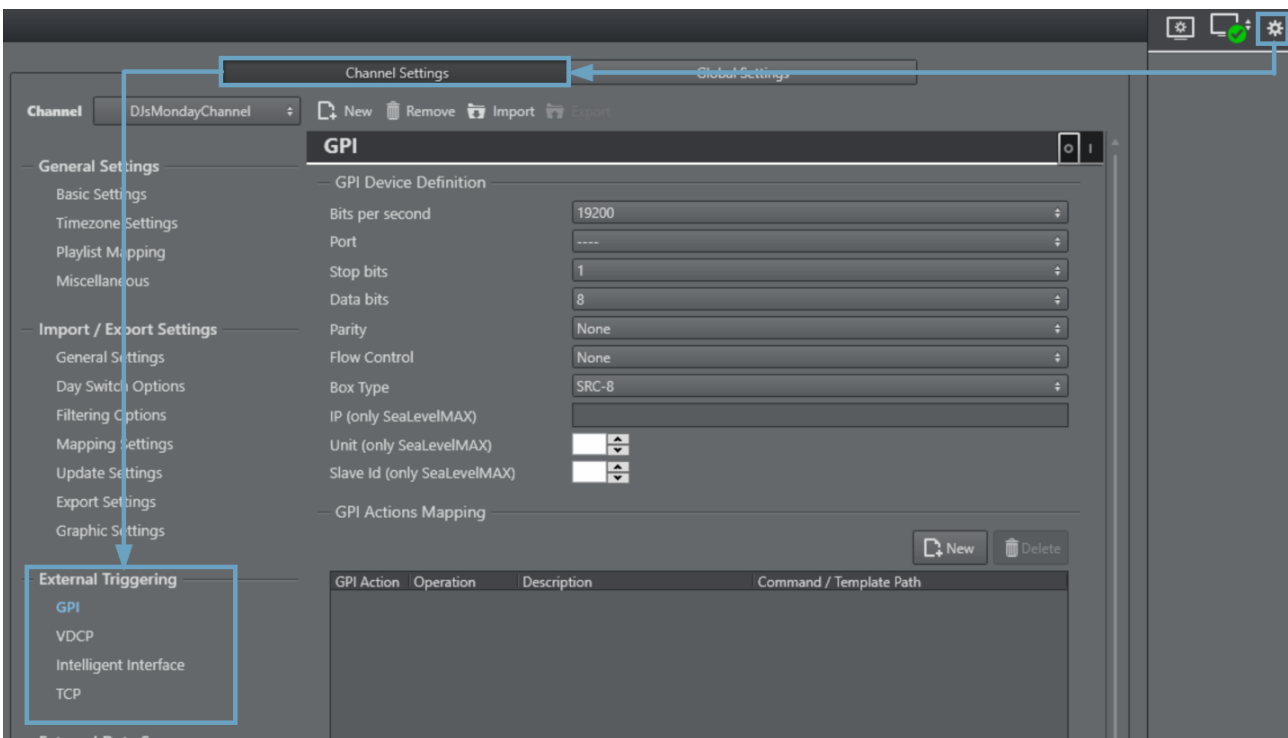 Channel Settings
Global Settings
Channel
DJsMondayChannel
New
Remove
Import
Export
General Settings
Basic Settings
Timezone Settings
Playlist Mapping
Miscellaneous
Import / Export Settings
General Settings
Day Switch Options
Filtering Options
Mapping Settings
Update Settings
Export Settings
Graphic Settings
External Triggering
GPI
VDCP
Intelligent Interface
TCP
GPI
O I
GPI Device Definition
Bits per second 19200
Port ----
Stop bits 1
Data bits 8
Parity None
Flow Control None
Box Type SRC-8
IP (only SeaLevelMAX)
Unit (only SeaLevelMAX)
Slave Id (only SeaLevelMAX)
GPI Actions Mapping
New Delete
GPI Action Operation Description Command / Template Path